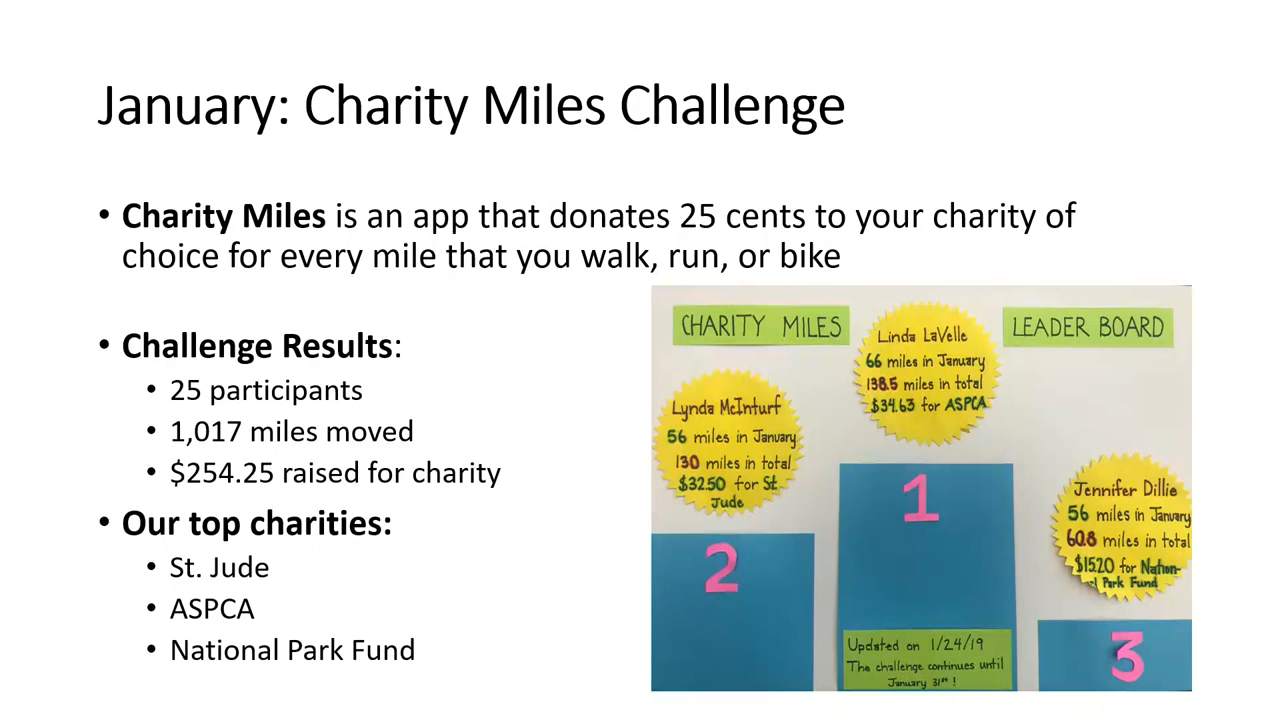 January: Charity Miles Challenge
• Charity Miles is an app that donates 25 cents to your charity of
choice for every mile that you walk, run, or bike
• Challenge Results:
• 25 participants
• 1,017 miles moved
• $254.25 raised for charity
• Our top charities:
• St. Jude
• ASPCA
• National Park Fund
CHARITY MILES
LEADER BOARD
Linda LaVelle
66 miles in January
138.5 miles in total
$34.63 for ASPCA
Lynda McInturf
56 miles in January
130 miles in total
$32.50 for St
Jude
Jennifer Dillie
56 miles in January
60.8 miles in total
$15.20 for Nation-
al Park Fund
1
2
3
Updated on 1/24/19
The challenge continues until
January 31st !